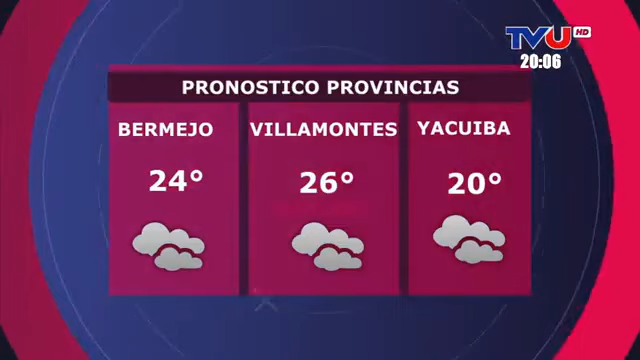 TVU HD
20:06
PRONOSTICO PROVINCIAS
BERMEJO
VILLAMONTES
YACUIBA
24°
26°
20°